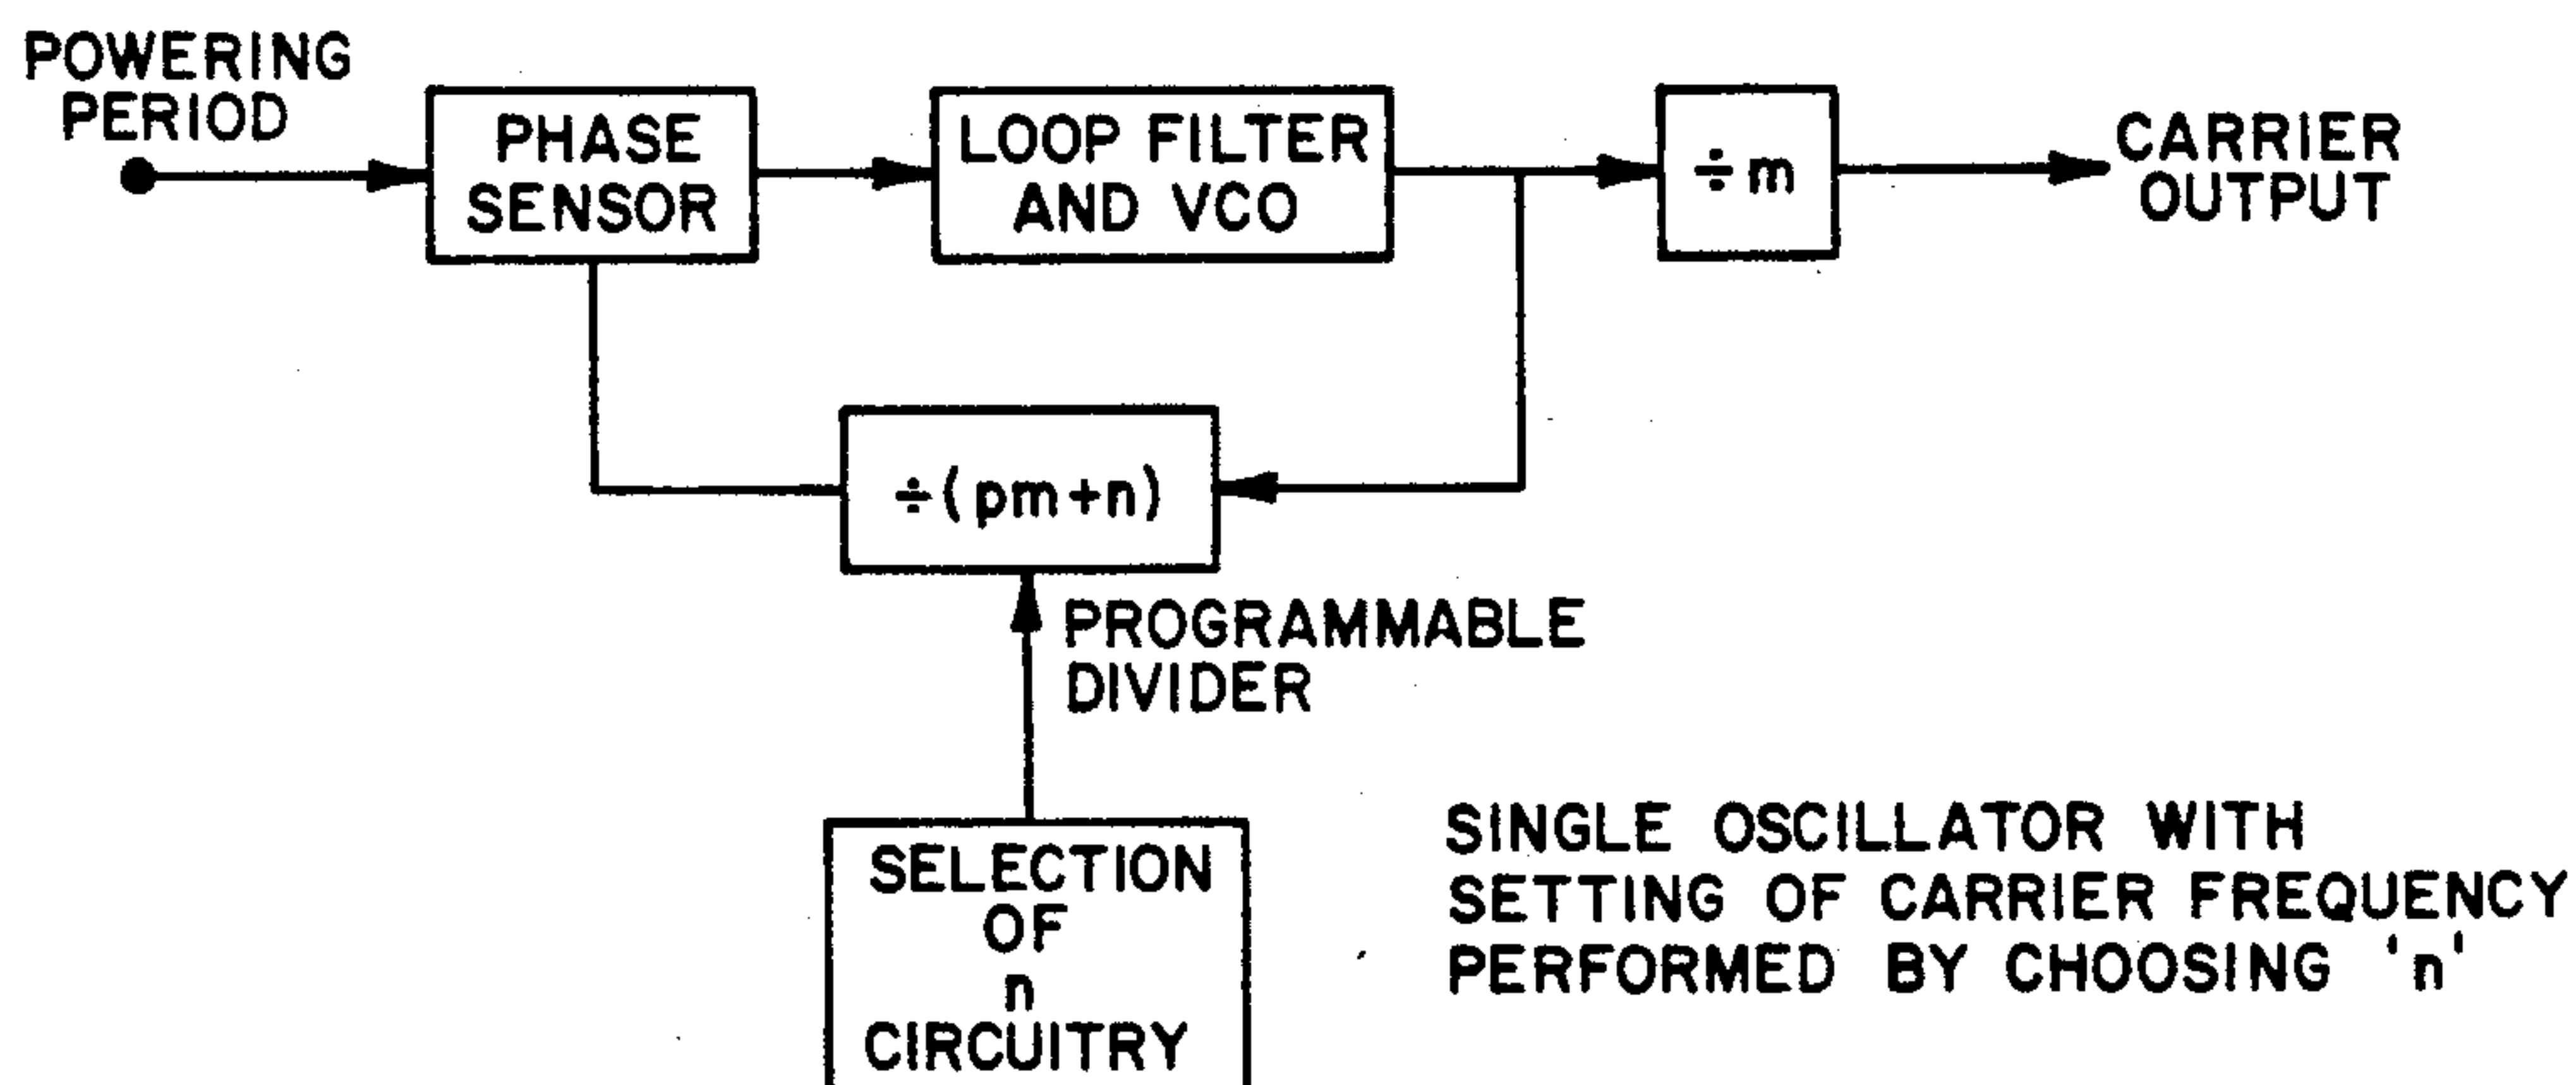 POWERING
PERIOD
PHASE
SENSOR
LOOP FILTER
AND VCO
÷m
CARRIER
OUTPUT
÷(pm+n)
PROGRAMMABLE
DIVIDER
SELECTION
OF
n
CIRCUITRY
SINGLE OSCILLATOR WITH
SETTING OF CARRIER FREQUENCY
PERFORMED BY CHOOSING 'n'